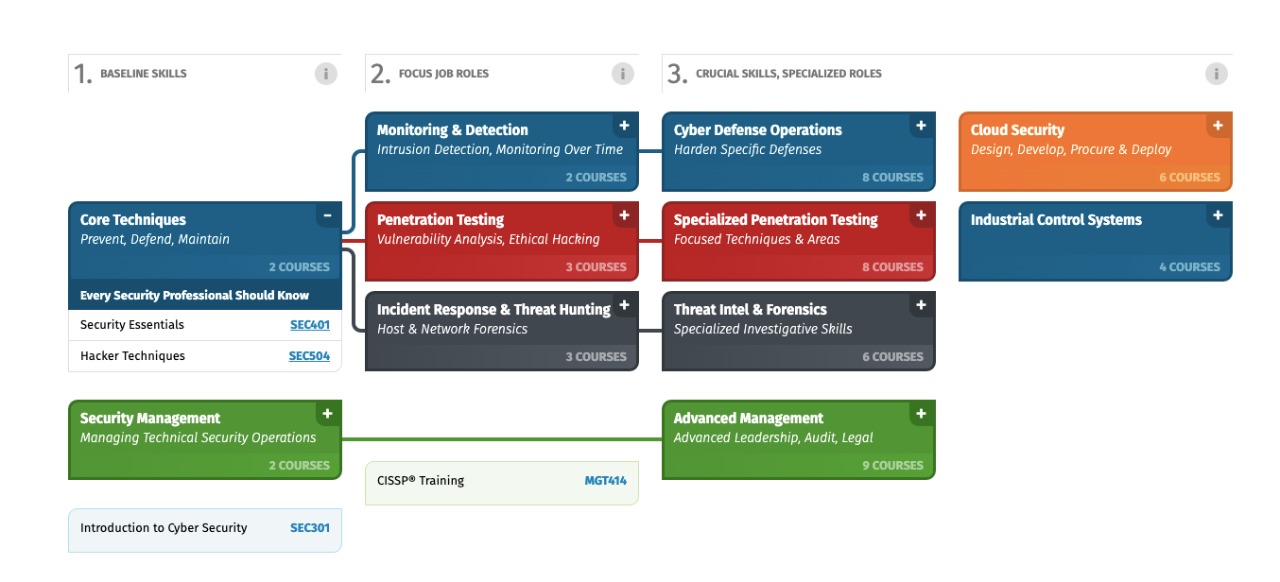 1. BASELINE SKILLS i
2. FOCUS JOB ROLES i
3. CRUCIAL SKILLS, SPECIALIZED ROLES i
Core Techniques −
Prevent, Defend, Maintain
2 COURSES
Every Security Professional Should Know
Security Essentials SEC401
Hacker Techniques SEC504
Security Management +
Managing Technical Security Operations
2 COURSES
Introduction to Cyber Security SEC301
Monitoring & Detection +
Intrusion Detection, Monitoring Over Time
2 COURSES
Penetration Testing +
Vulnerability Analysis, Ethical Hacking
3 COURSES
Incident Response & Threat Hunting +
Host & Network Forensics
3 COURSES
CISSP® Training MGT414
Cyber Defense Operations +
Harden Specific Defenses
8 COURSES
Specialized Penetration Testing +
Focused Techniques & Areas
8 COURSES
Threat Intel & Forensics +
Specialized Investigative Skills
6 COURSES
Advanced Management +
Advanced Leadership, Audit, Legal
9 COURSES
Cloud Security +
Design, Develop, Procure & Deploy
6 COURSES
Industrial Control Systems +
4 COURSES